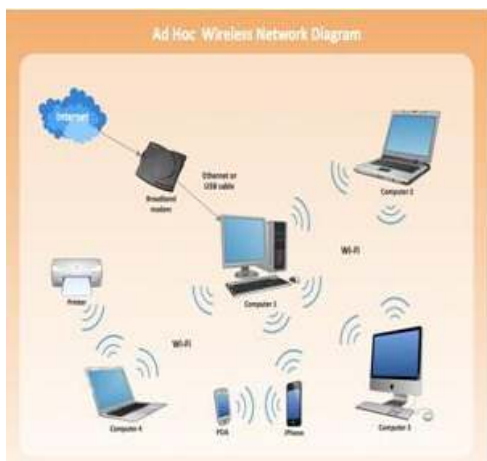 Ad Hoc Wireless Network Diagram
Internet
Broadband
modem
Ethernet or
USB cable
Computer 2
Computer 1
Wi-Fi
Printer
Wi-Fi
Computer 4
PDA
iPhone
Computer 3